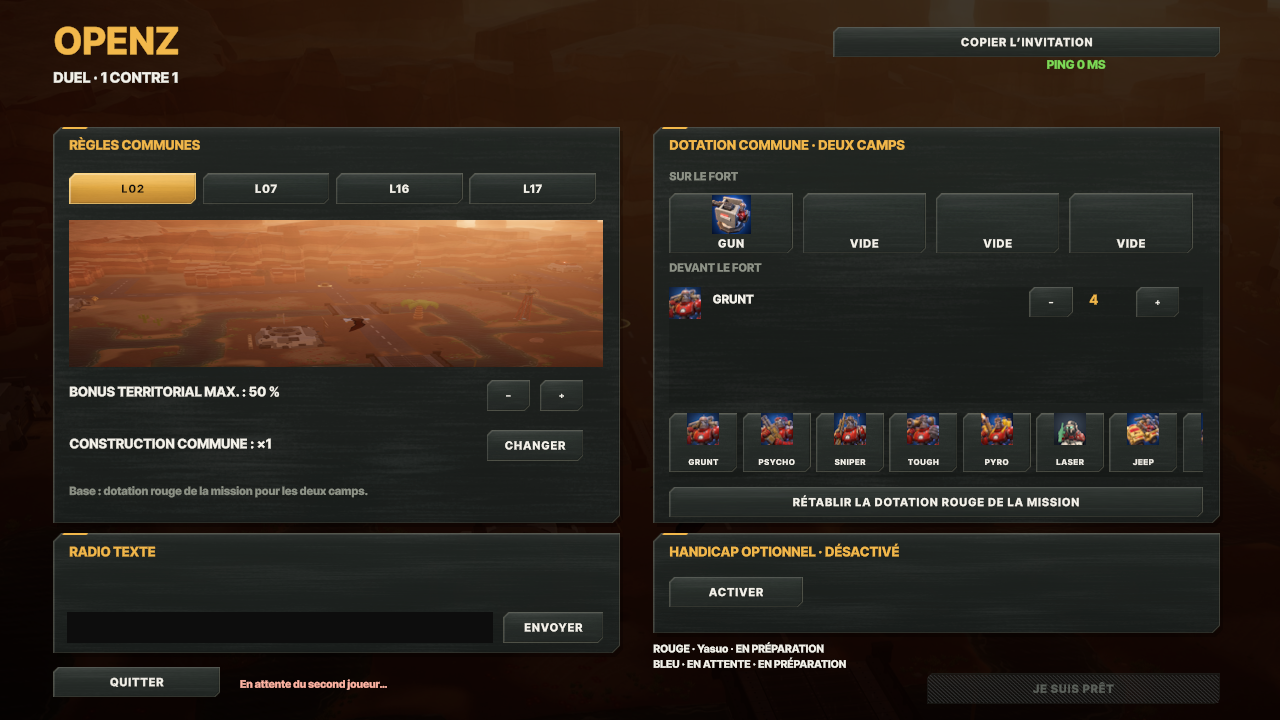 OPENZ
DUEL · 1 CONTRE 1
COPIER L'INVITATION
PING 0 MS
RÈGLES COMMUNES
L02
L07
L16
L17
BONUS TERRITORIAL MAX. : 50 %
-
+
CONSTRUCTION COMMUNE : ×1
CHANGER
Base : dotation rouge de la mission pour les deux camps.
DOTATION COMMUNE · DEUX CAMPS
SUR LE FORT
GUN
VIDE
VIDE
VIDE
DEVANT LE FORT
GRUNT
-
4
+
GRUNT
PSYCHO
SNIPER
TOUGH
PYRO
LASER
JEEP
RÉTABLIR LA DOTATION ROUGE DE LA MISSION
RADIO TEXTE
ENVOYER
HANDICAP OPTIONNEL · DÉSACTIVÉ
ACTIVER
ROUGE · Yasuo · EN PRÉPARATION
BLEU · EN ATTENTE · EN PRÉPARATION
QUITTER
En attente du second joueur…
JE SUIS PRÊT